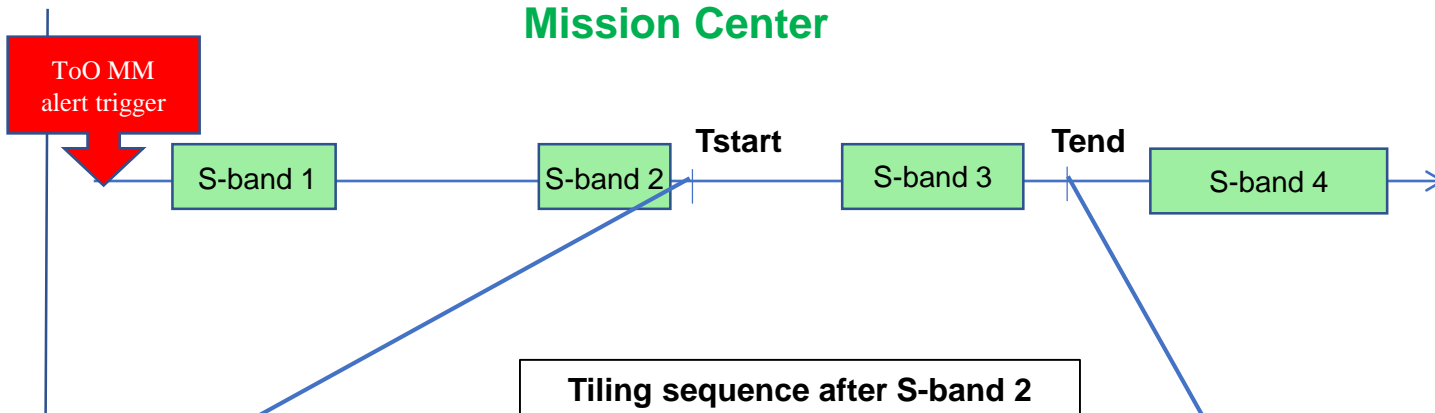 Mission Center
ToO MM
alert trigger
Tstart
Tend
S-band 1
S-band 2
S-band 3
S-band 4
Tiling sequence after S-band 2